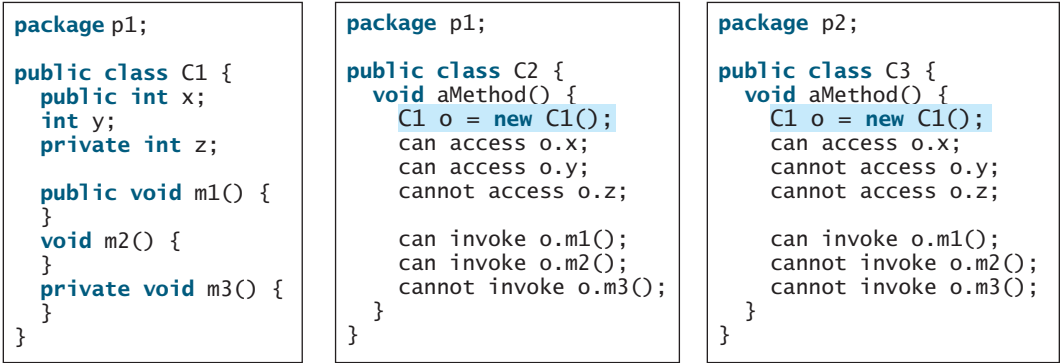 package p1;
public class C1 {
public int x;
int y;
private int z;
public void m1() {
}
void m2() {
}
private void m3() {
}
}
package p1;
public class C2 {
void aMethod() {
C1 o = new C1();
can access o.x;
can access o.y;
cannot access o.z;
can invoke o.m1();
can invoke o.m2();
cannot invoke o.m3();
}
}
package p2;
public class C3 {
void aMethod() {
C1 o = new C1();
can access o.x;
cannot access o.y;
cannot access o.z;
can invoke o.m1();
cannot invoke o.m2();
cannot invoke o.m3();
}
}